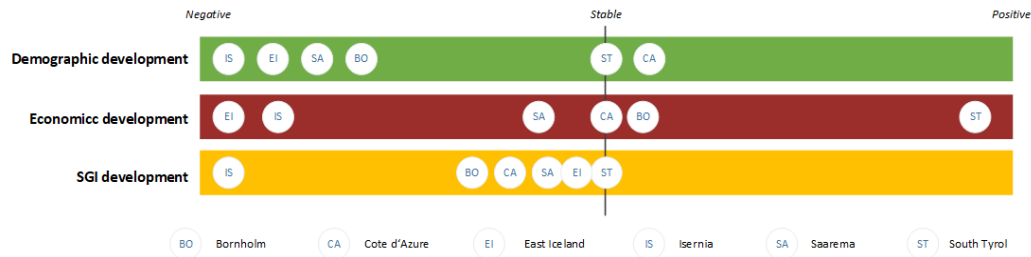 Negative Stable Positive
Demographic development IS EI SA BO ST CA
Economicc development EI IS SA CA BO ST
SGI development IS BO CA SA EI ST
BO Bornholm CA Cote d'Azure EI East Iceland IS Isernia SA Saarema ST South Tyrol